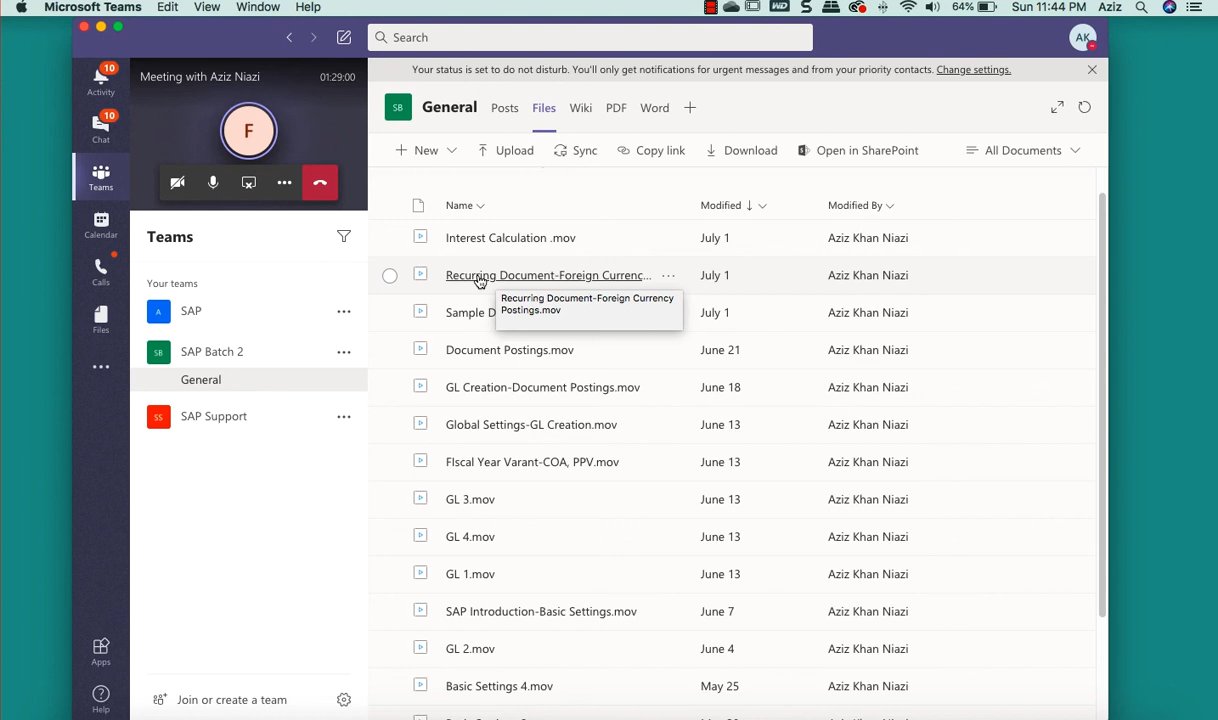 Microsoft Teams Edit View Window Help 64% Sun 11:44 PM Aziz
Search
AK
Meeting with Aziz Niazi 01:29:00
F
Your status is set to do not disturb. You'll only get notifications for urgent messages and from your priority contacts. Change settings.
10
Activity
10
Chat
Teams
Calendar
Calls
Files
Apps
Help
Teams
Your teams
A SAP
SB SAP Batch 2
General
SS SAP Support
Join or create a team
SB General Posts Files Wiki PDF Word
New Upload Sync Copy link Download Open in SharePoint All Documents
Name Modified Modified By
Interest Calculation .mov July 1 Aziz Khan Niazi
Recurring Document-Foreign Currenc... July 1 Aziz Khan Niazi
Recurring Document-Foreign Currency
Postings.mov
Sample D July 1 Aziz Khan Niazi
Document Postings.mov June 21 Aziz Khan Niazi
GL Creation-Document Postings.mov June 18 Aziz Khan Niazi
Global Settings-GL Creation.mov June 13 Aziz Khan Niazi
FIscal Year Varant-COA, PPV.mov June 13 Aziz Khan Niazi
GL 3.mov June 13 Aziz Khan Niazi
GL 4.mov June 13 Aziz Khan Niazi
GL 1.mov June 13 Aziz Khan Niazi
SAP Introduction-Basic Settings.mov June 7 Aziz Khan Niazi
GL 2.mov June 4 Aziz Khan Niazi
Basic Settings 4.mov May 25 Aziz Khan Niazi